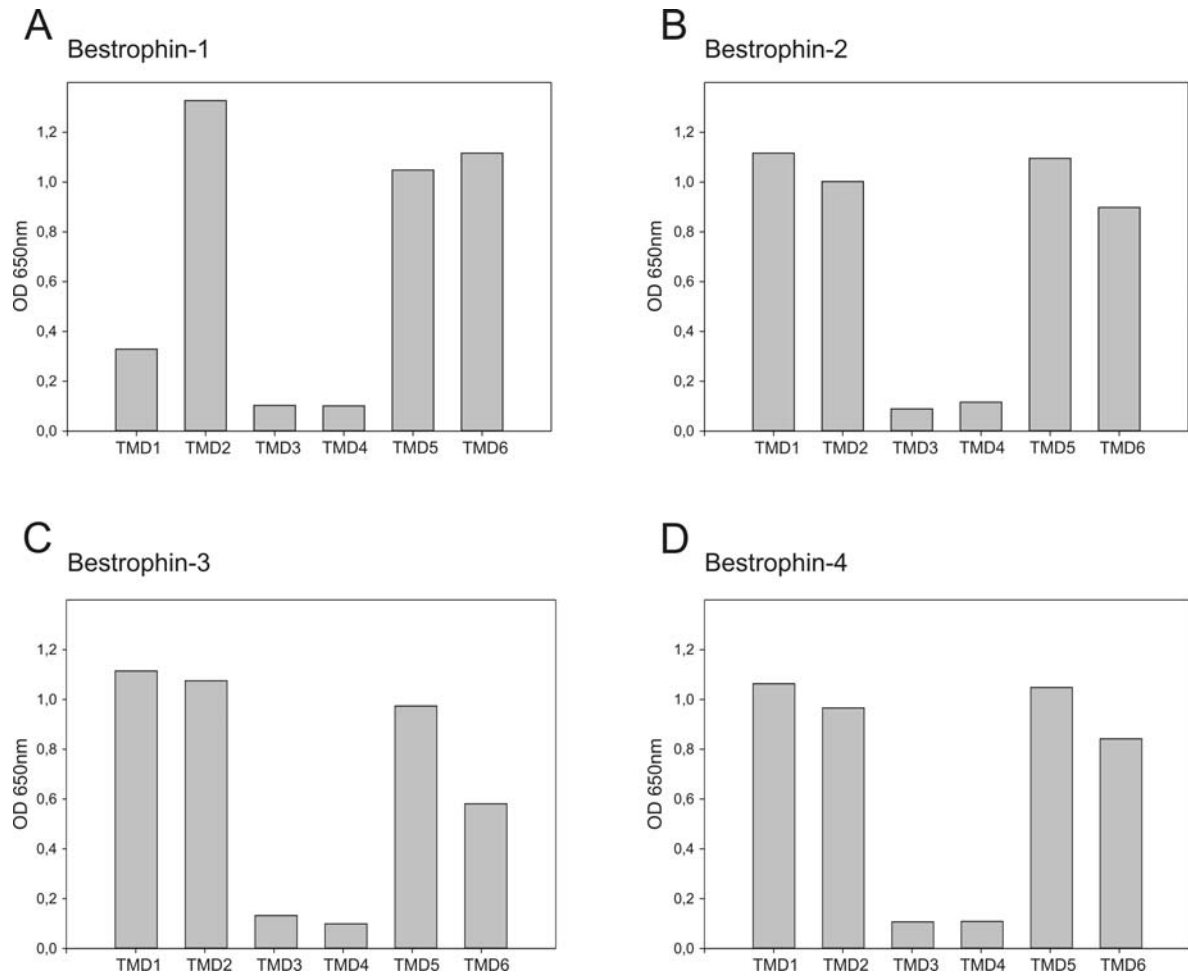 A
Bestrophin-1
OD 650nm
1,2
1,0
0,8
0,6
0,4
0,2
0,0
TMD1 TMD2 TMD3 TMD4 TMD5 TMD6
B
Bestrophin-2
OD 650nm
1,2
1,0
0,8
0,6
0,4
0,2
0,0
TMD1 TMD2 TMD3 TMD4 TMD5 TMD6
C
Bestrophin-3
OD 650nm
1,2
1,0
0,8
0,6
0,4
0,2
0,0
TMD1 TMD2 TMD3 TMD4 TMD5 TMD6
D
Bestrophin-4
OD 650nm
1,2
1,0
0,8
0,6
0,4
0,2
0,0
TMD1 TMD2 TMD3 TMD4 TMD5 TMD6